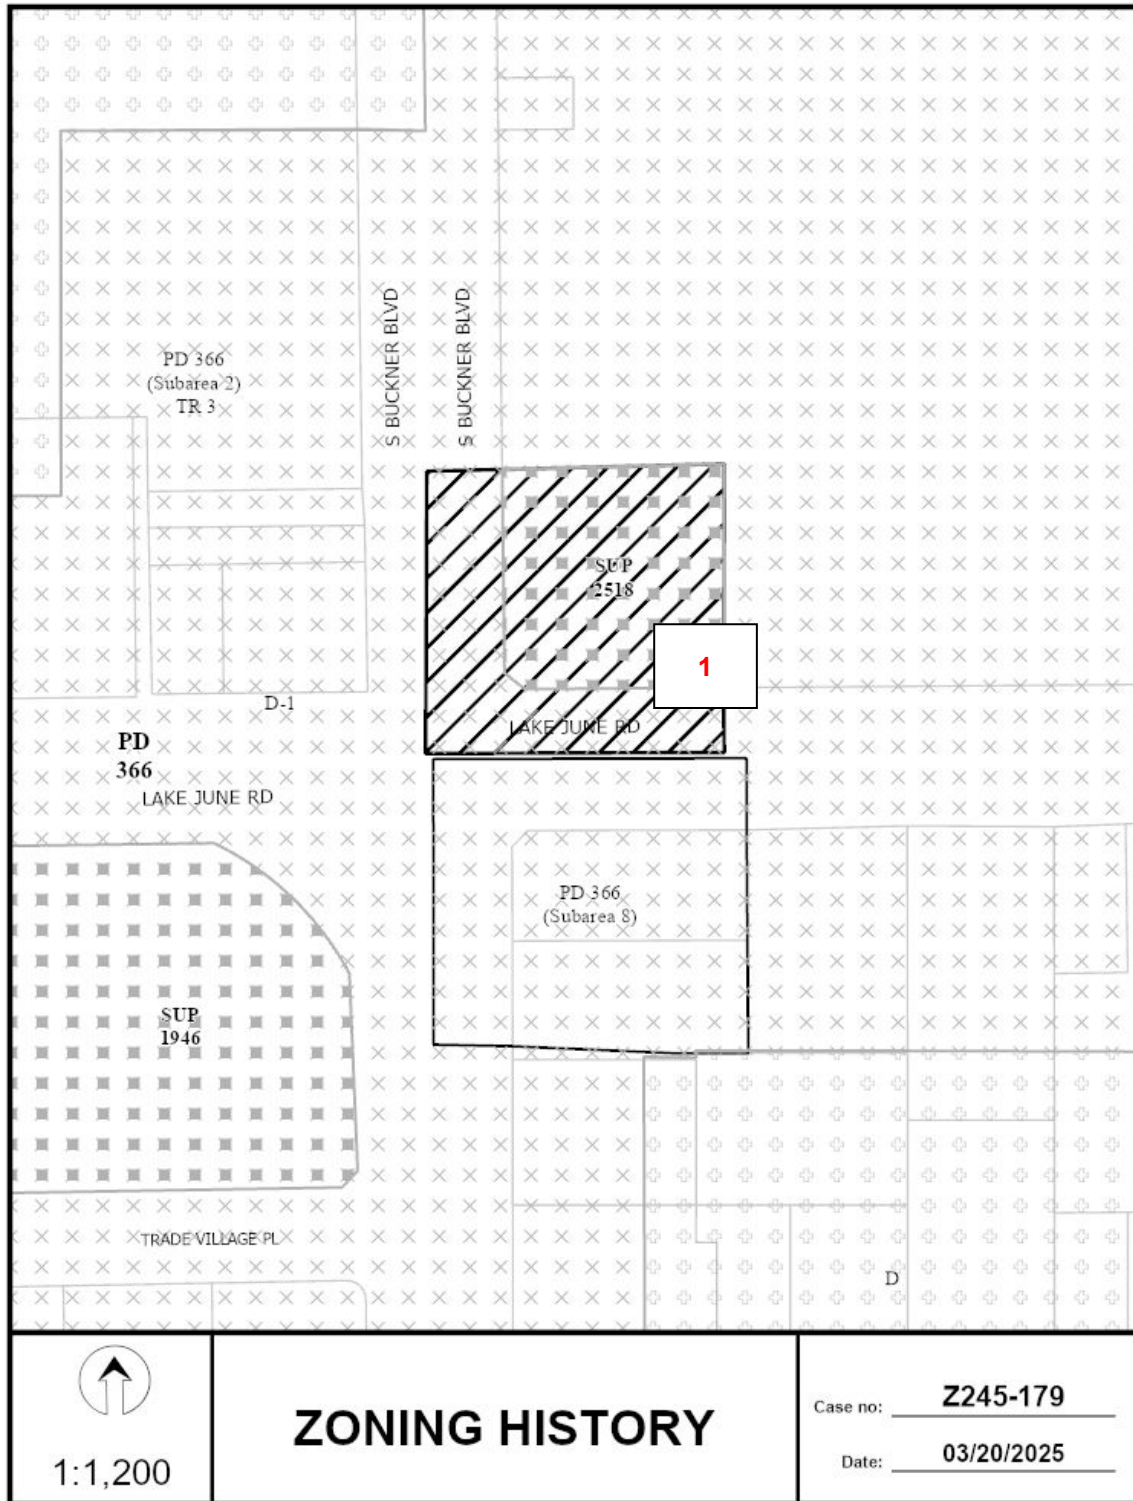 S BUCKNER BLVD
S BUCKNER BLVD
PD 366
(Subarea 2)
TR 3
SUP
2518
1
D-1
LAKE JUNE RD
PD
366
LAKE JUNE RD
PD 366
(Subarea 8)
SUP
1946
TRADE VILLAGE PL
D
1:1,200
ZONING HISTORY
Case no: Z245-179
Date: 03/20/2025